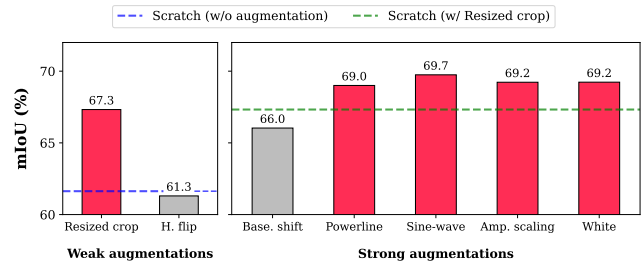 Scratch (w/o augmentation) Scratch (w/ Resized crop)
mIoU (%)
70
65
60
67.3
61.3
66.0
69.0
69.7
69.2
69.2
Resized crop H. flip Base. shift Powerline Sine-wave Amp. scaling White
Weak augmentations Strong augmentations